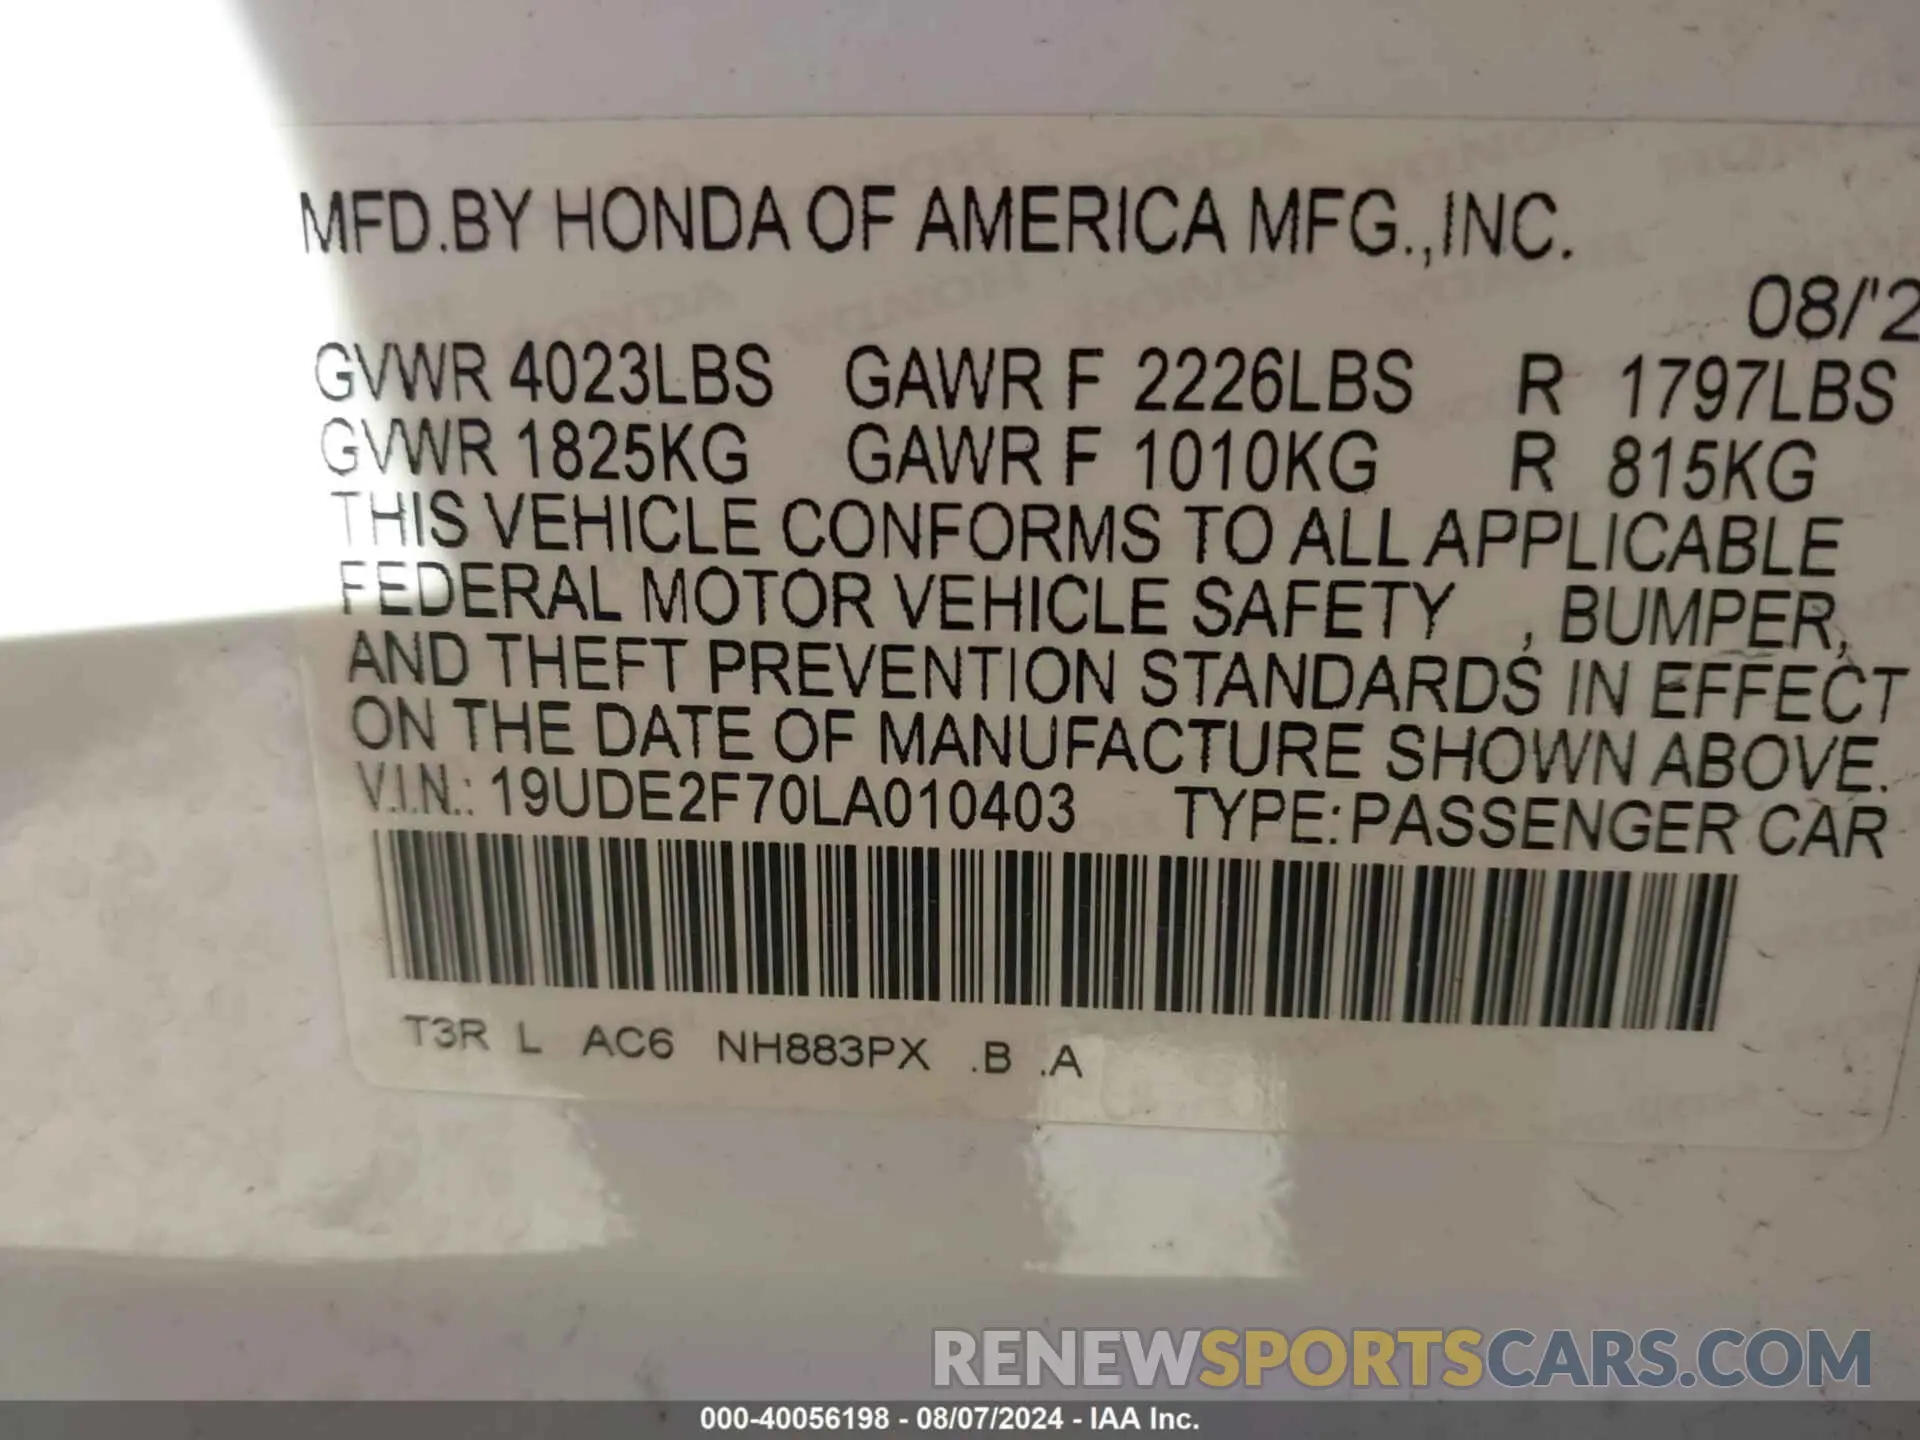 MFD.BY HONDA OF AMERICA MFG.,INC.
08/'2
GVWR 4023LBS GAWR F 2226LBS R 1797LBS
GVWR 1825KG GAWR F 1010KG R 815KG
THIS VEHICLE CONFORMS TO ALL APPLICABLE
FEDERAL MOTOR VEHICLE SAFETY , BUMPER,
AND THEFT PREVENTION STANDARDS IN EFFECT
ON THE DATE OF MANUFACTURE SHOWN ABOVE.
V.I.N.: 19UDE2F70LA010403 TYPE:PASSENGER CAR
T3R L AC6 NH883PX .B .A
RENEWSPORTSCARS.COM
000-40056198 - 08/07/2024 - IAA Inc.